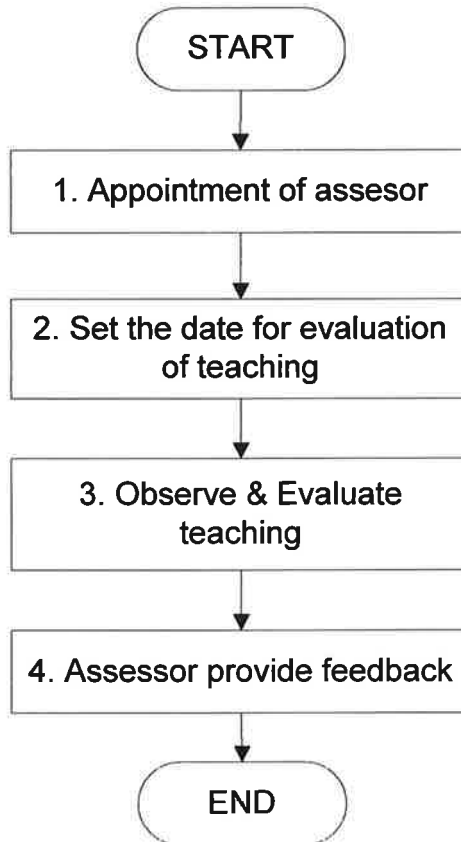 START
1. Appointment of assesor
2. Set the date for evaluation
of teaching
3. Observe & Evaluate
teaching
4. Assessor provide feedback
END